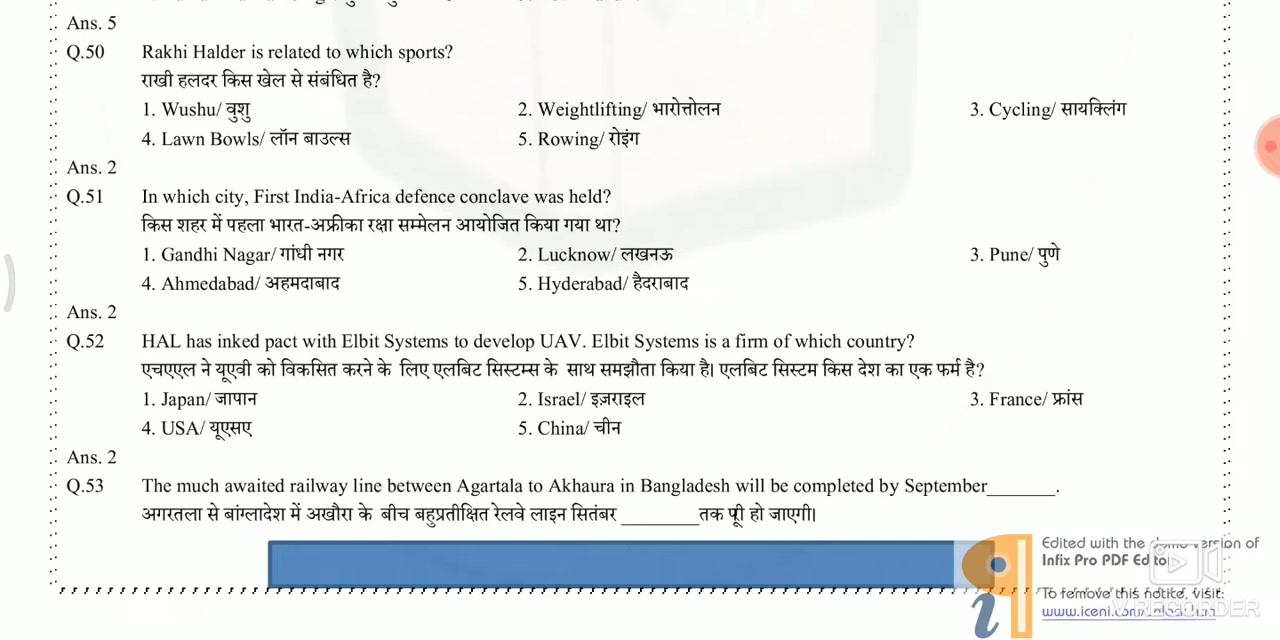 Ans. 5
Q.50 Rakhi Halder is related to which sports?
राखी हलदर किस खेल से संबंधित है?
1. Wushu/ वुशु 2. Weightlifting/ भारोत्तोलन 3. Cycling/ सायक्लिंग
4. Lawn Bowls/ लॉन बाउल्स 5. Rowing/ रोइंग
Ans. 2
Q.51 In which city, First India-Africa defence conclave was held?
किस शहर में पहला भारत-अफ्रीका रक्षा सम्मेलन आयोजित किया गया था?
1. Gandhi Nagar/ गांधी नगर 2. Lucknow/ लखनऊ 3. Pune/ पुणे
4. Ahmedabad/ अहमदाबाद 5. Hyderabad/ हैदराबाद
Ans. 2
Q.52 HAL has inked pact with Elbit Systems to develop UAV. Elbit Systems is a firm of which country?
एचएएल ने यूएवी को विकसित करने के लिए एलबिट सिस्टम्स के साथ समझौता किया है। एलबिट सिस्टम किस देश का एक फर्म है?
1. Japan/ जापान 2. Israel/ इज़राइल 3. France/ फ्रांस
4. USA/ यूएसए 5. China/ चीन
Ans. 2
Q.53 The much awaited railway line between Agartala to Akhaura in Bangladesh will be completed by September_______.
अगरतला से बांग्लादेश में अखौरा के बीच बहुप्रतीक्षित रेलवे लाइन सितंबर ________तक पूरी हो जाएगी।
Edited with the demo version of
Infix Pro PDF Editor
To remove this notice, visit:
www.iceni.com/unlock.htm
V RECORDER